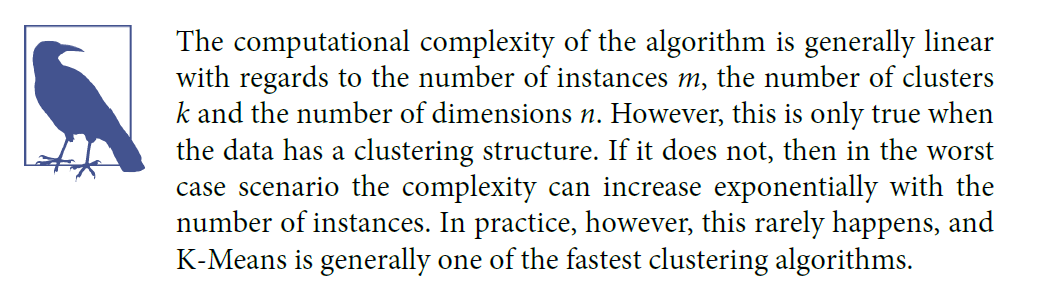 The computational complexity of the algorithm is generally linear
with regards to the number of instances m, the number of clusters
k and the number of dimensions n. However, this is only true when
the data has a clustering structure. If it does not, then in the worst
case scenario the complexity can increase exponentially with the
number of instances. In practice, however, this rarely happens, and
K-Means is generally one of the fastest clustering algorithms.